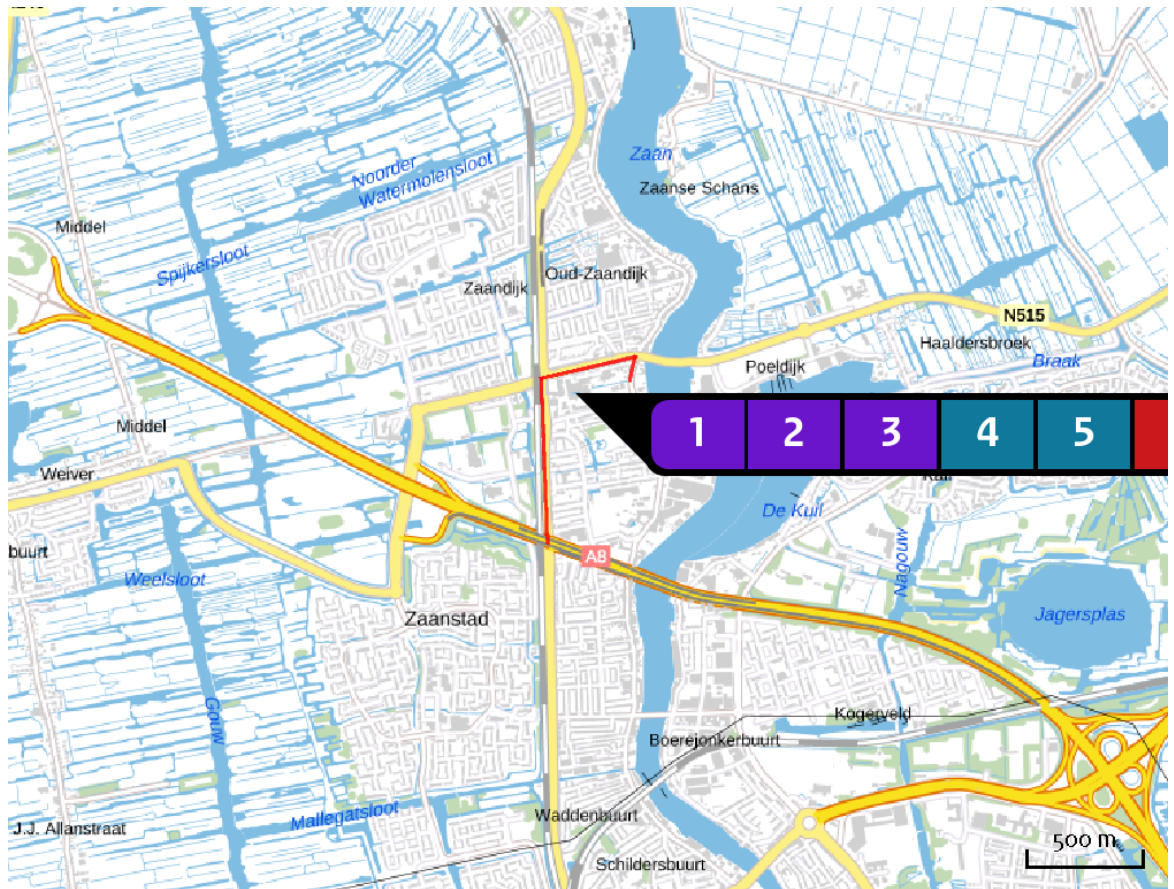 Zaan
Noorder
Watermolensloot
Zaanse Schans
Middel
Spijkersloot
Zaandijk
Oud-Zaandijk
N515
Haaldersbroek
Poeldijk
Braak
Middel
1 2 3 4 5
Weiver
De Kuil
buurt
A8
Weelsloot
Nagouw
Zaanstad
Jagersplas
Gouw
Kogerveld
Boerejonkerbuurt
Mallegatsloot
Waddenbuurt
J.J. Allanstraat
500 m
Schildersbuurt